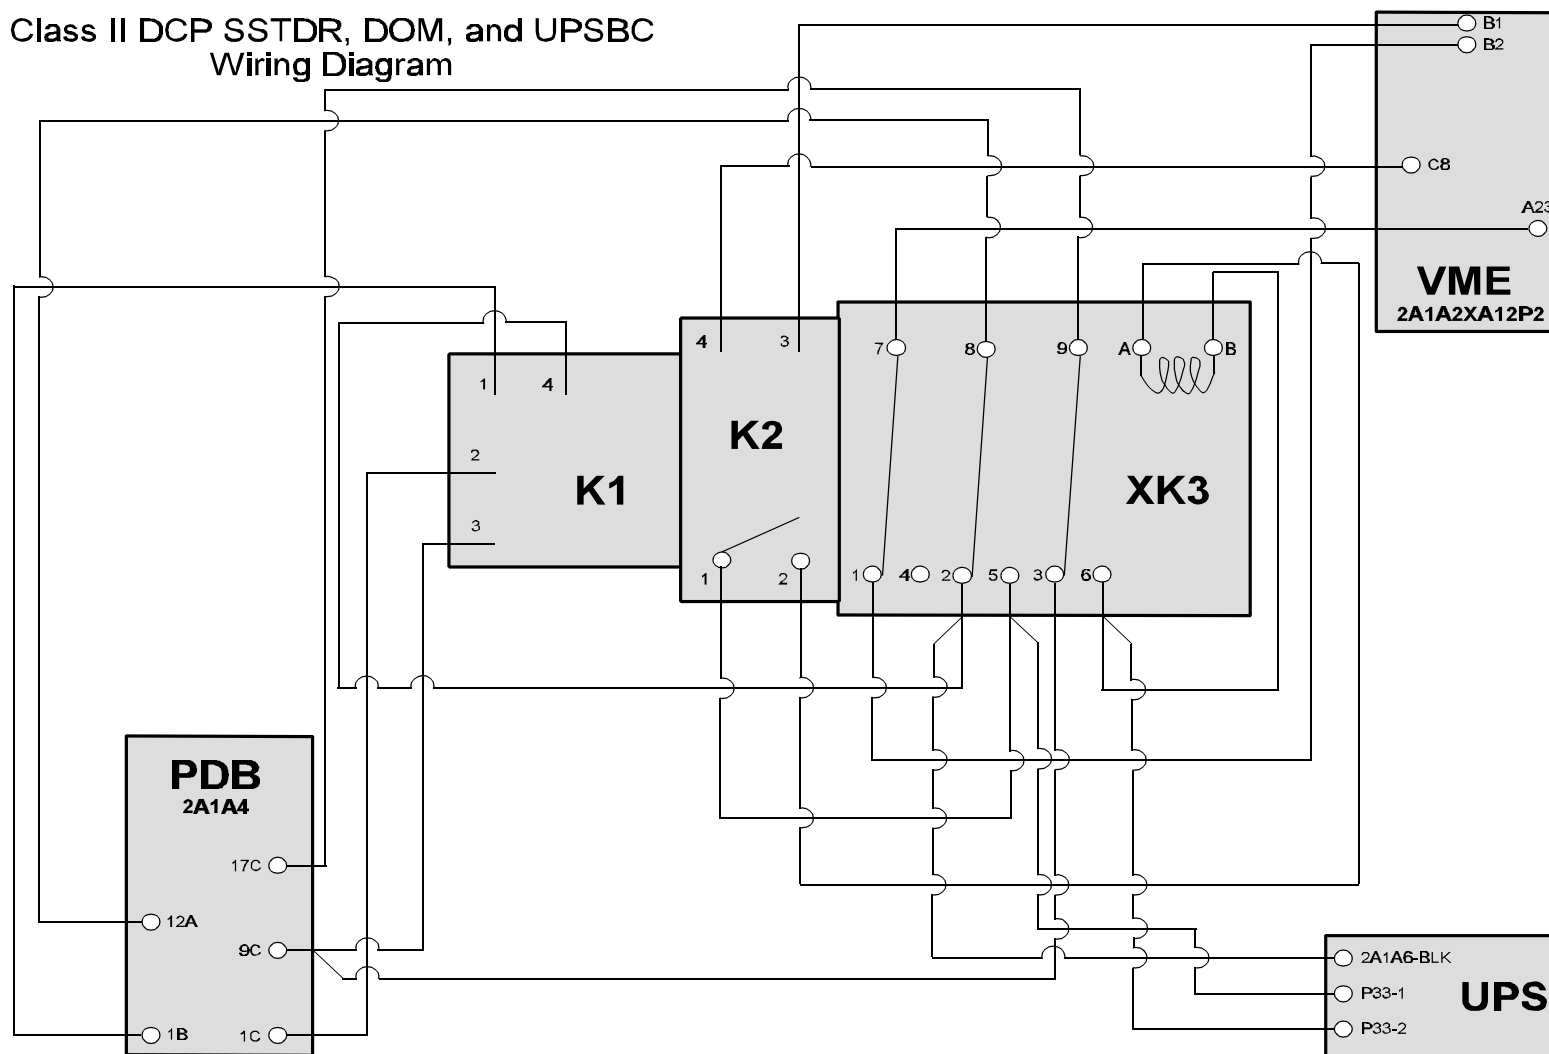 Class II DCP SSTDR, DOM, and UPSBC
Wiring Diagram
B1
B2
C8
A23
VME
2A1A2XA12P2
4
3
7
8
9
A
B
1
4
K2
2
K1
XK3
3
1
2
1
4
2
5
3
6
PDB
2A1A4
17C
12A
9C
2A1A6-BLK
P33-1
UPS
P33-2
1B
1C